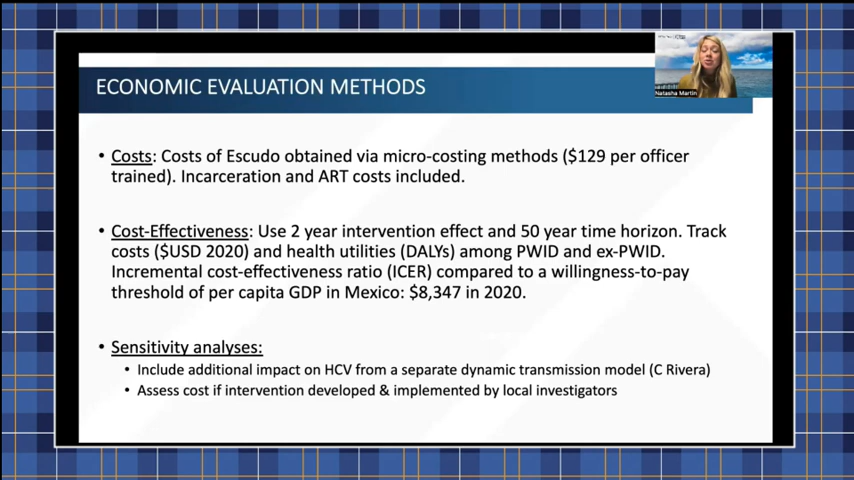 ECONOMIC EVALUATION METHODS
Natasha Martin
• Costs: Costs of Escudo obtained via micro-costing methods ($129 per officer
trained). Incarceration and ART costs included.
• Cost-Effectiveness: Use 2 year intervention effect and 50 year time horizon. Track
costs ($USD 2020) and health utilities (DALYs) among PWID and ex-PWID.
Incremental cost-effectiveness ratio (ICER) compared to a willingness-to-pay
threshold of per capita GDP in Mexico: $8,347 in 2020.
• Sensitivity analyses:
• Include additional impact on HCV from a separate dynamic transmission model (C Rivera)
• Assess cost if intervention developed & implemented by local investigators